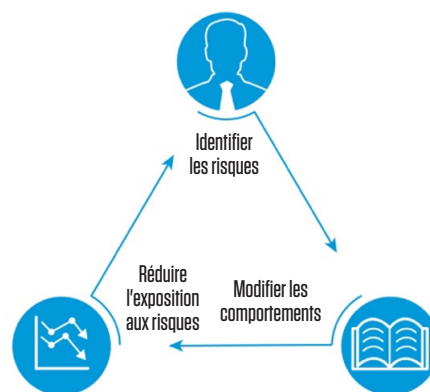 Identifier
les risques
Réduire
l'exposition
aux risques
Modifier les
comportements